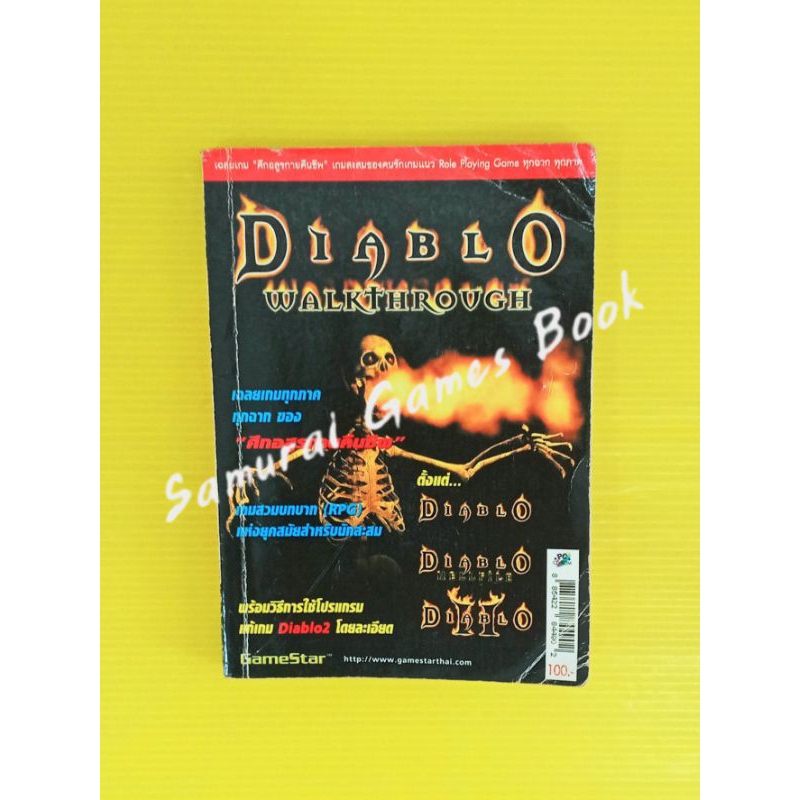 เฉลยเกม "ศึกอสูรกายคืนชีพ" เกมสะสมของคนรักเกมแนว Role Playing Game ทุกฉาก ทุกภาค
DIABLO
WALKTHROUGH
เฉลยเกมทุกภาค
ทุกฉาก ของ
"ศึกอสูรกายคืนชีพ"
เกมสวมบทบาท (RPG)
แห่งยุคสมัยสำหรับนักสะสม
ตั้งแต่...
DIABLO
DIABLO
HELLFIRE
DIABLO
II
พร้อมวิธีการใช้โปรแกรม
แก้เกม Diablo2 โดยละเอียด
GameStar™ http://www.gamestarthai.com
100.-
Samurai Games Book